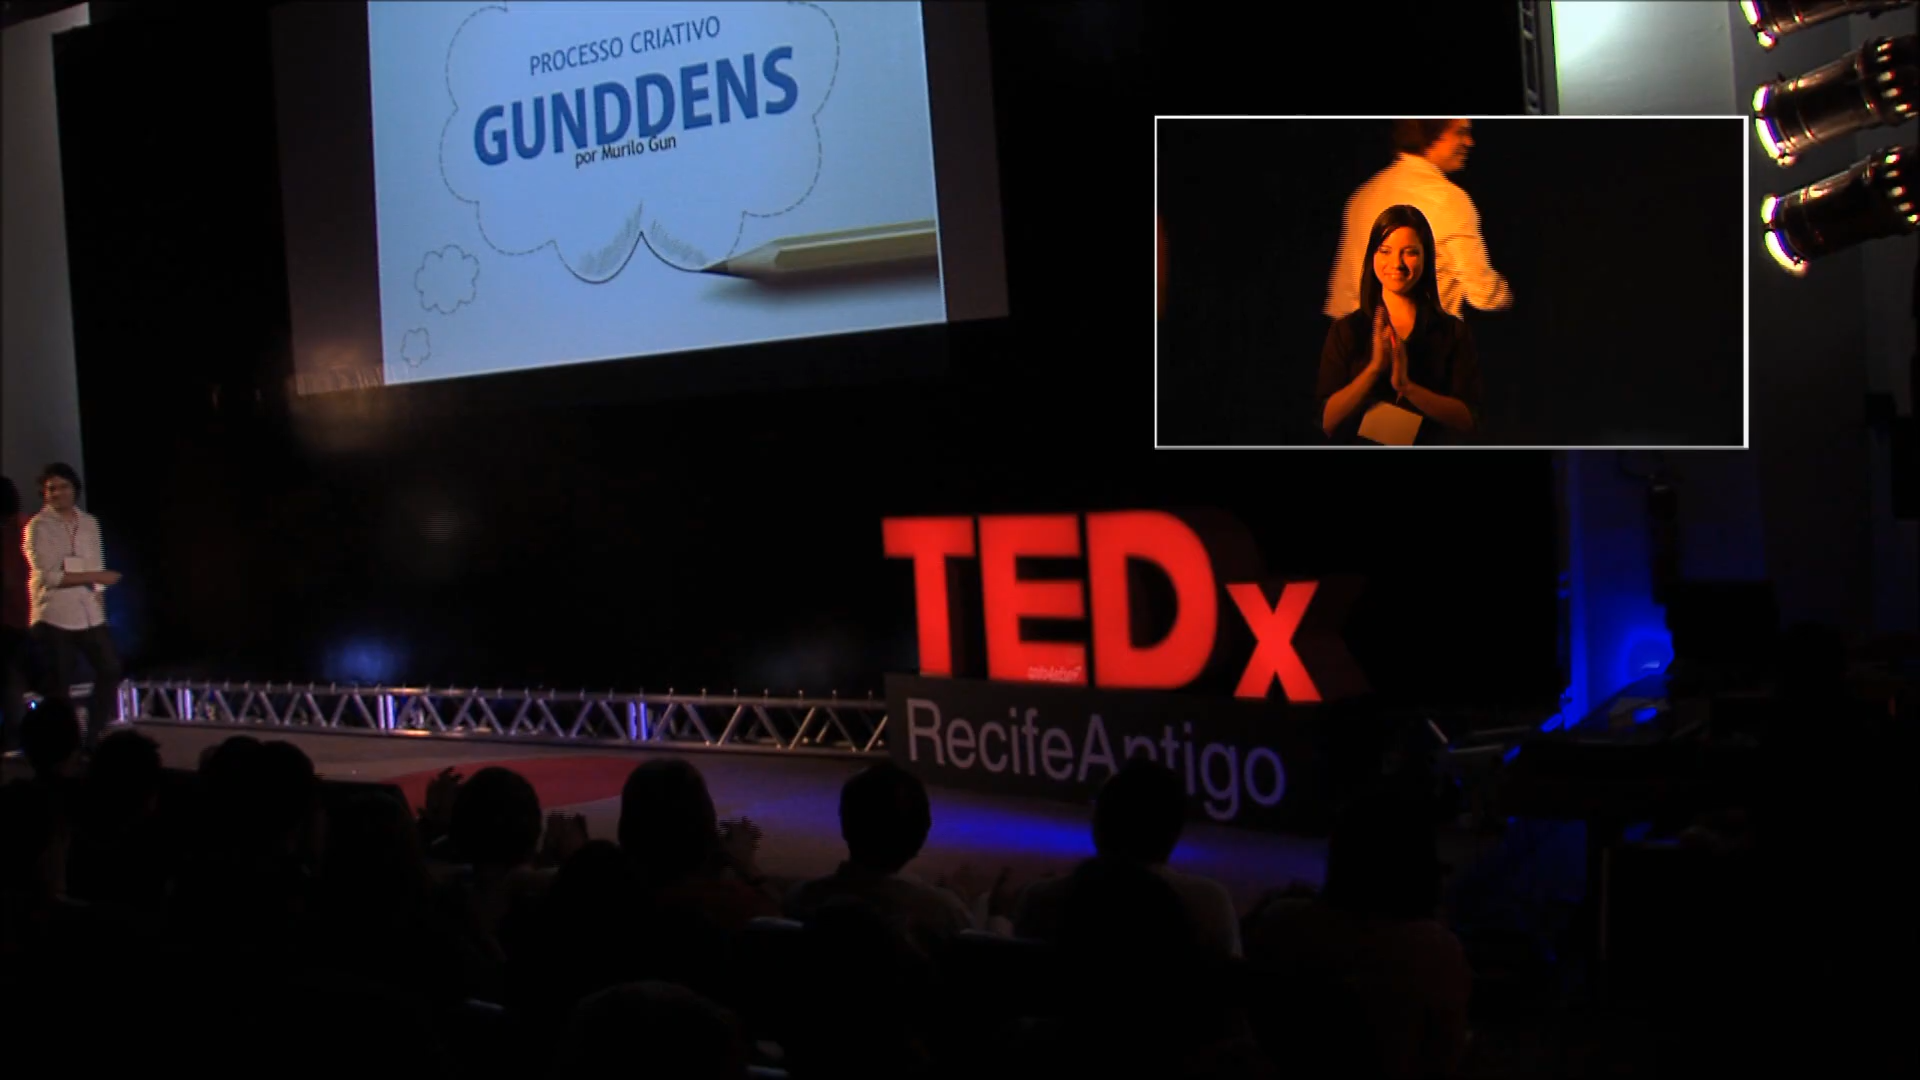 PROCESSO CRIATIVO
GUNDDENS
por Murilo Gun
TEDx
RecifeAntigo